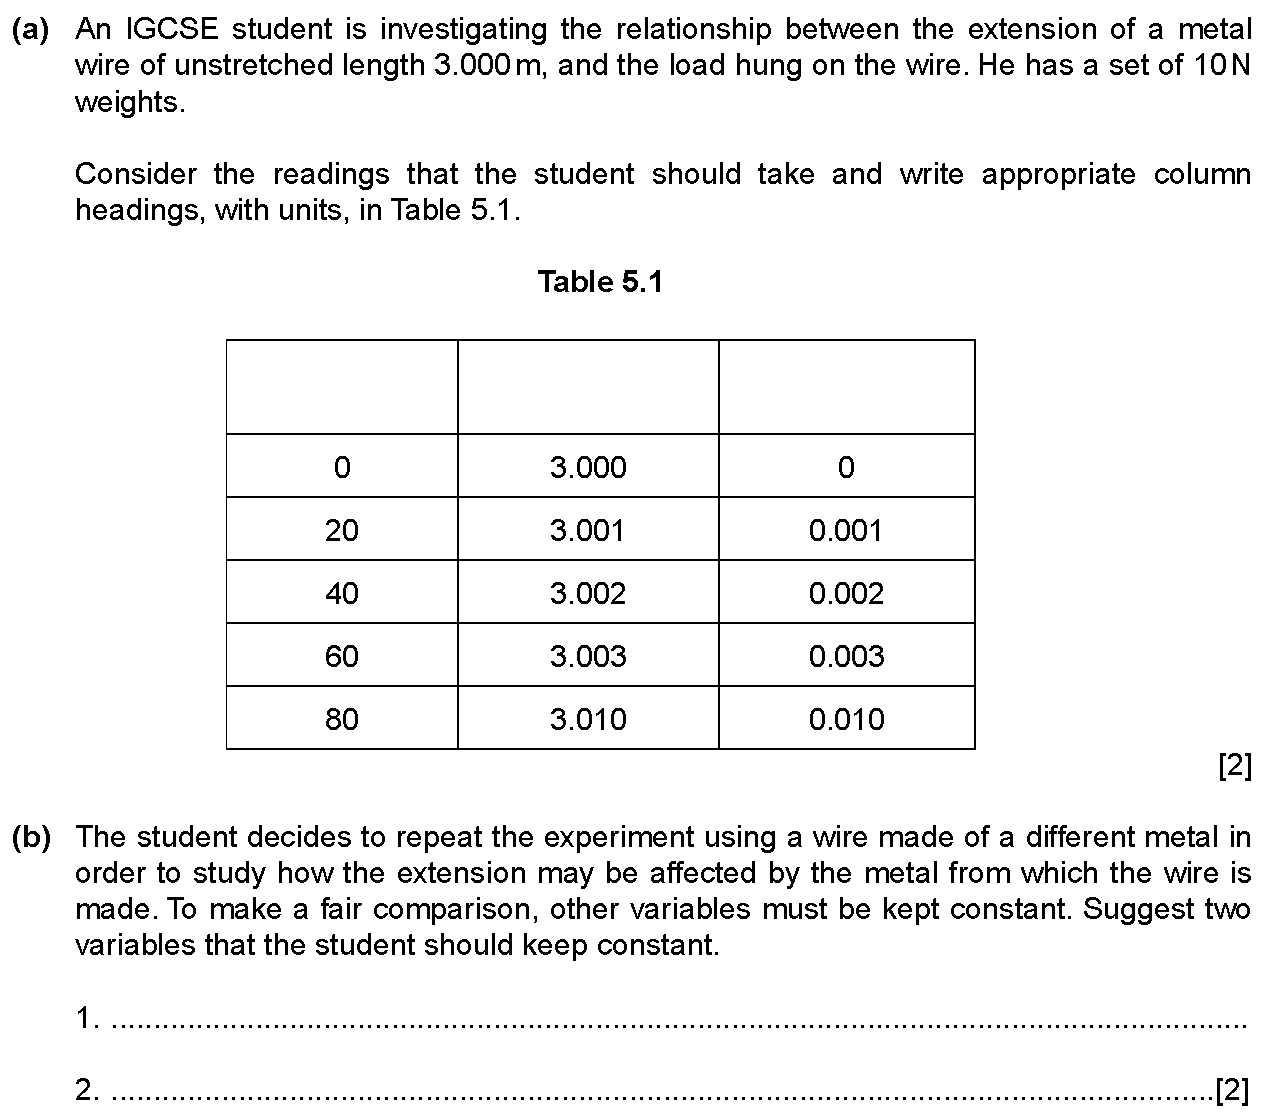 (a) An IGCSE student is investigating the relationship between the extension of a metal
wire of unstretched length 3.000 m, and the load hung on the wire. He has a set of 10 N
weights.
Consider the readings that the student should take and write appropriate column
headings, with units, in Table 5.1.
Table 5.1
0 3.000 0
20 3.001 0.001
40 3.002 0.002
60 3.003 0.003
80 3.010 0.010
[2]
(b) The student decides to repeat the experiment using a wire made of a different metal in
order to study how the extension may be affected by the metal from which the wire is
made. To make a fair comparison, other variables must be kept constant. Suggest two
variables that the student should keep constant.
1. ..........................................................................................................................
2. ......................................................................................................................[2]